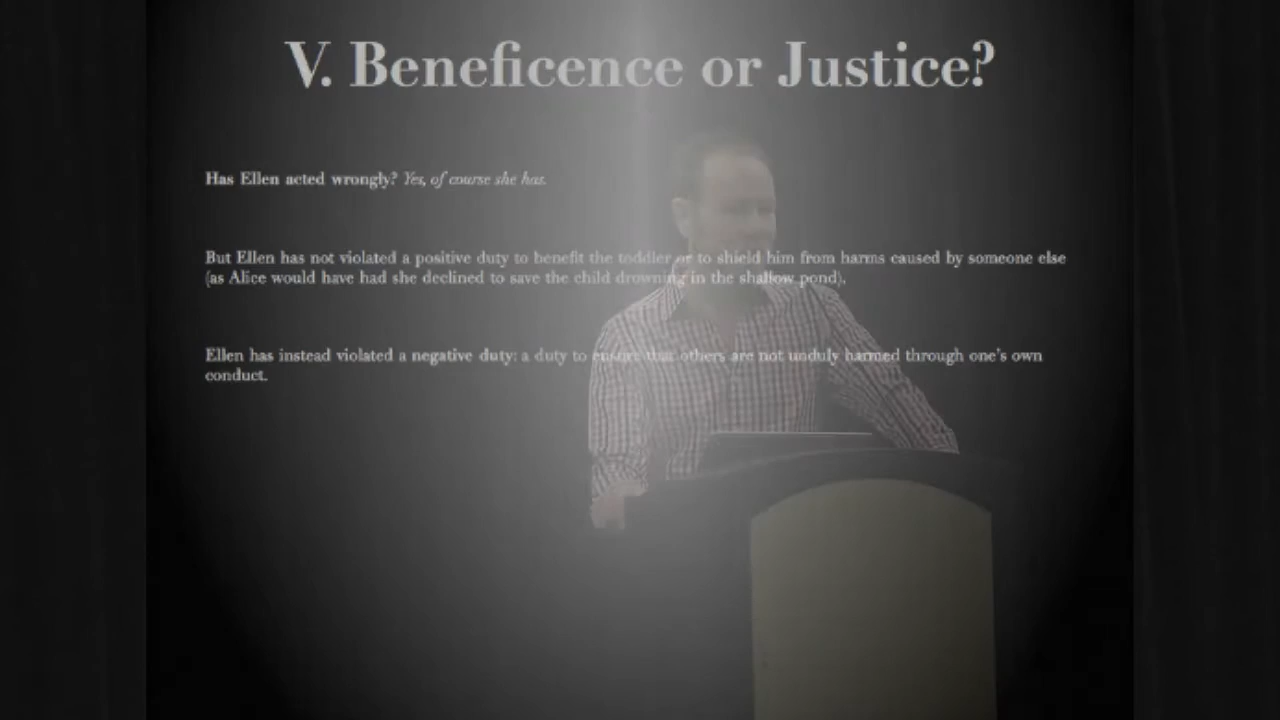 V. Beneficence or Justice?
Has Ellen acted wrongly? Yes, of course she has.
But Ellen has not violated a positive duty to benefit the toddler or to shield him from harms caused by someone else
(as Alice would have had she declined to save the child drowning in the shallow pond).
Ellen has instead violated a negative duty: a duty to ensure that others are not unduly harmed through one's own
conduct.